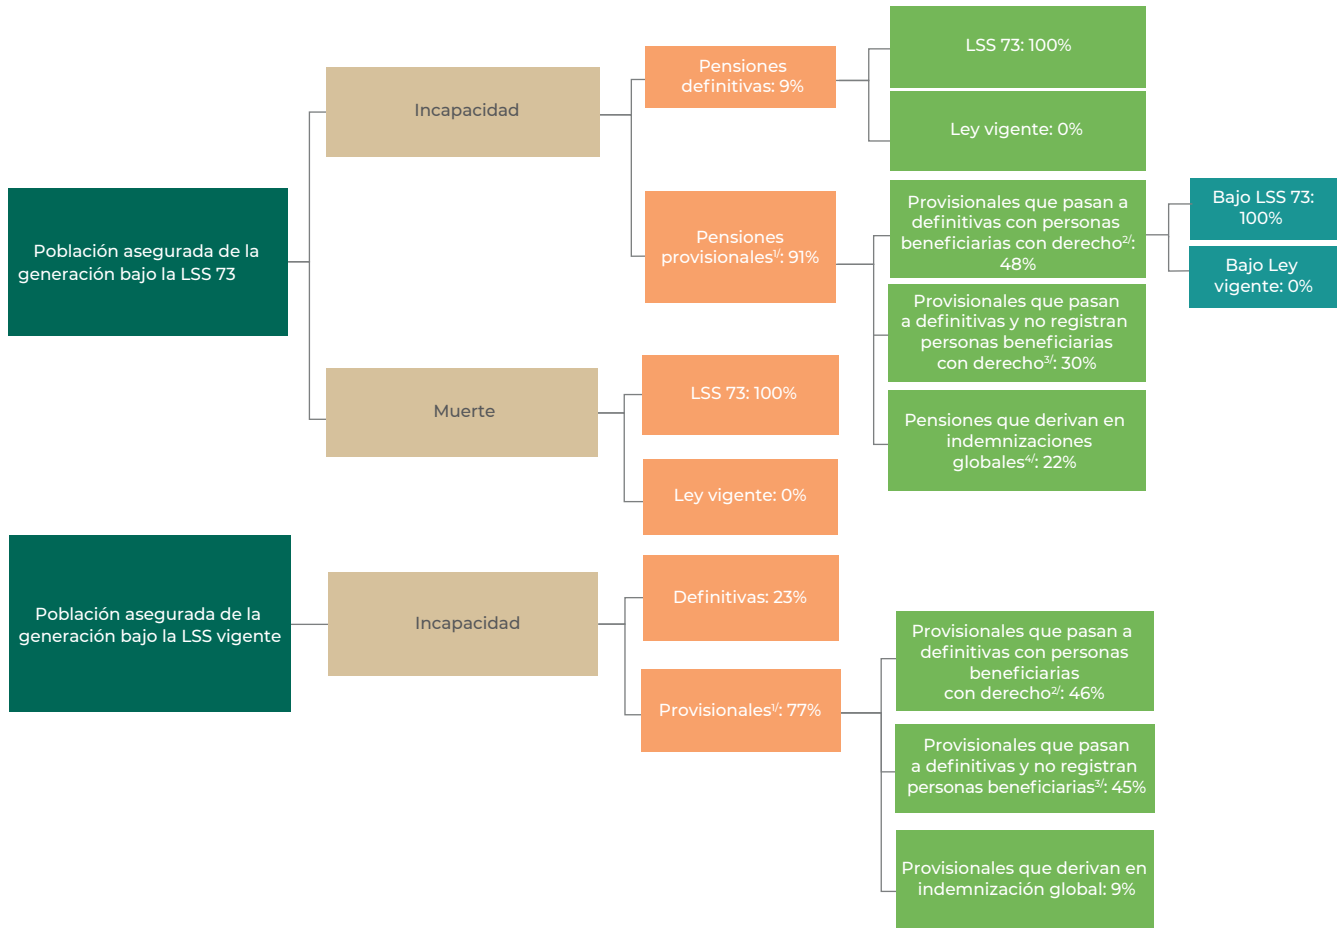 Población asegurada de la
generación bajo la LSS 73
Incapacidad
Pensiones
definitivas: 9%
LSS 73: 100%
Ley vigente: 0%
Pensiones
provisionales1/: 91%
Provisionales que pasan a
definitivas con personas
beneficiarias con derecho2/:
48%
Bajo LSS 73:
100%
Bajo Ley
vigente: 0%
Provisionales que pasan
a definitivas y no registran
personas beneficiarias
con derecho3/: 30%
Pensiones que derivan en
indemnizaciones
globales4/: 22%
Muerte
LSS 73: 100%
Ley vigente: 0%
Población asegurada de la
generación bajo la LSS vigente
Incapacidad
Definitivas: 23%
Provisionales1/: 77%
Provisionales que pasan a
definitivas con personas
beneficiarias
con derecho2/: 46%
Provisionales que pasan
a definitivas y no registran
personas beneficiarias3/: 45%
Provisionales que derivan en
indemnización global: 9%